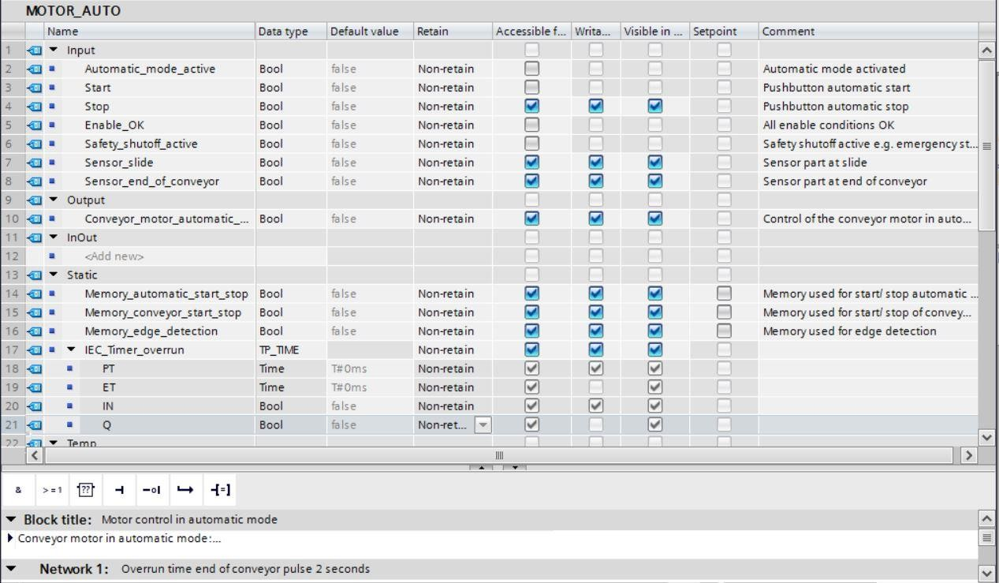 MOTOR_AUTO
Name Data type Default value Retain Accessible f... Writa... Visible in ... Setpoint Comment
1 Input
2 Automatic_mode_active Bool false Non-retain Automatic mode activated
3 Start Bool false Non-retain Pushbutton automatic start
4 Stop Bool false Non-retain Pushbutton automatic stop
5 Enable_OK Bool false Non-retain All enable conditions OK
6 Safety_shutoff_active Bool false Non-retain Safety shutoff active e.g. emergency st...
7 Sensor_slide Bool false Non-retain Sensor part at slide
8 Sensor_end_of_conveyor Bool false Non-retain Sensor part at end of conveyor
9 Output
10 Conveyor_motor_automatic_... Bool false Non-retain Control of the conveyor motor in auto...
11 InOut
12 <Add new>
13 Static
14 Memory_automatic_start_stop Bool false Non-retain Memory used for start/ stop automatic ...
15 Memory_conveyor_start_stop Bool false Non-retain Memory used for start/ stop of convey...
16 Memory_edge_detection Bool false Non-retain Memory used for edge detection
17 IEC_Timer_overrun TP_TIME Non-retain
18 PT Time T#0ms Non-retain
19 ET Time T#0ms Non-retain
20 IN Bool false Non-retain
21 Q Bool false Non-ret...
22 Temp
& >=1 ?? -[=]
Block title: Motor control in automatic mode
Conveyor motor in automatic mode:...
Network 1: Overrun time end of conveyor pulse 2 seconds